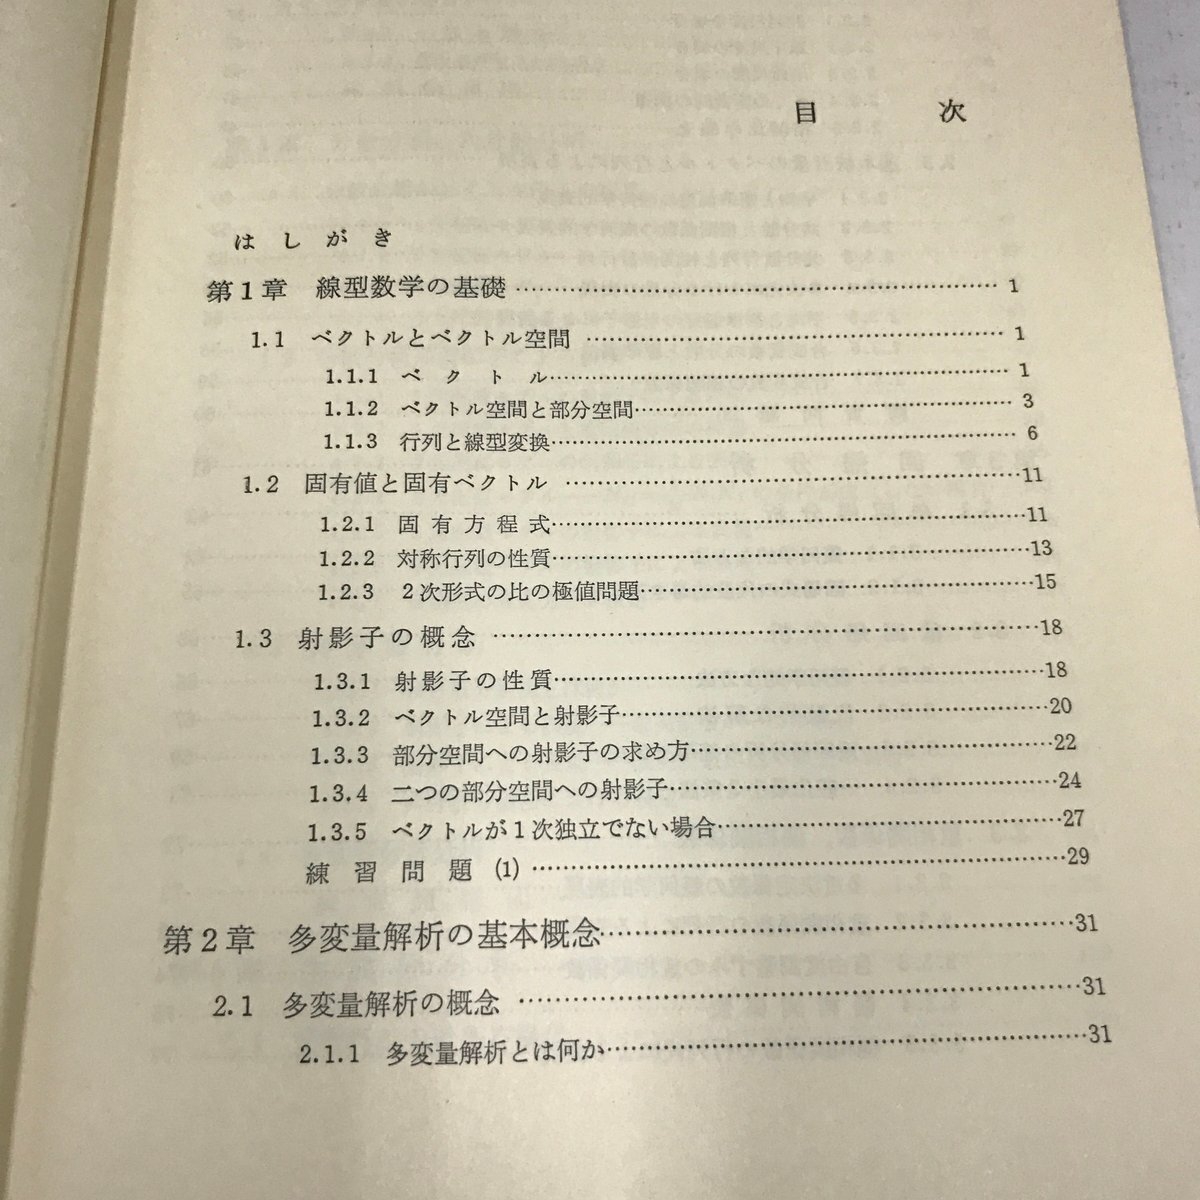 目次
はしがき
第1章 線型数学の基礎……………………1
1.1 ベクトルとベクトル空間……………………1
1.1.1 ベクトル……………………1
1.1.2 ベクトル空間と部分空間……………………3
1.1.3 行列と線型変換……………………6
1.2 固有値と固有ベクトル……………………11
1.2.1 固有方程式……………………11
1.2.2 対称行列の性質……………………13
1.2.3 2次形式の比の極値問題……………………15
1.3 射影子の概念……………………18
1.3.1 射影子の性質……………………18
1.3.2 ベクトル空間と射影子……………………20
1.3.3 部分空間への射影子の求め方……………………22
1.3.4 二つの部分空間への射影子……………………24
1.3.5 ベクトルが1次独立でない場合……………………27
練習問題 (1)……………………29
第2章 多変量解析の基本概念……………………31
2.1 多変量解析の概念……………………31
2.1.1 多変量解析とは何か……………………31